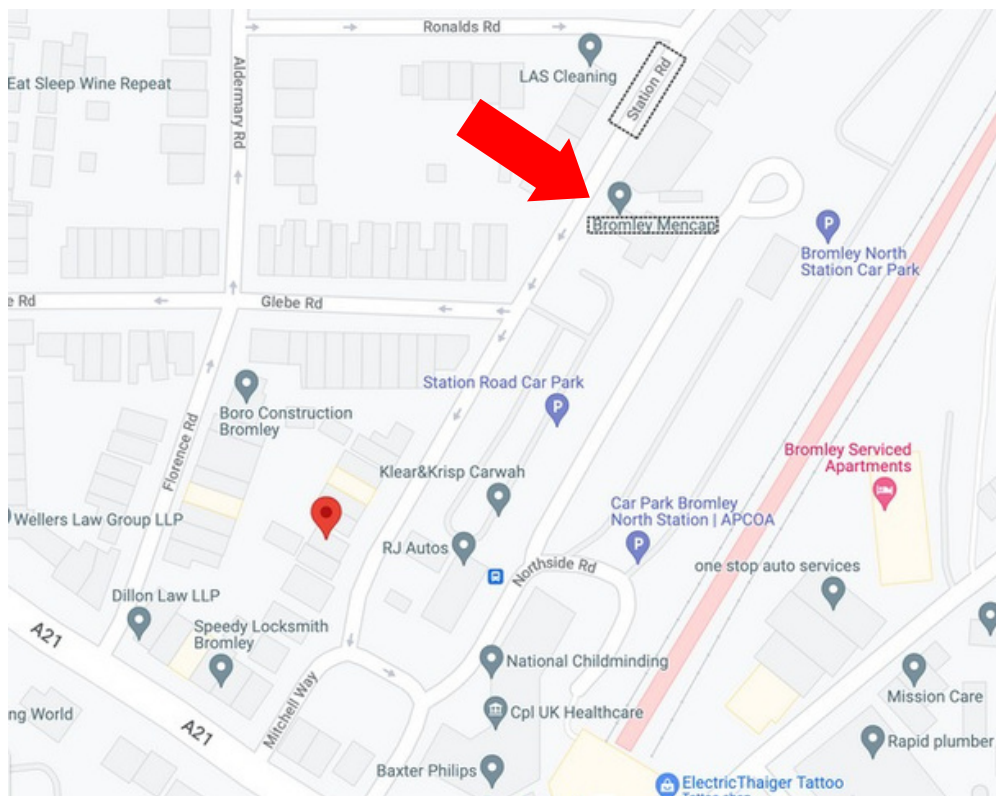 Ronalds Rd
LAS Cleaning
Station Rd
Eat Sleep Wine Repeat
Aldermary Rd
Bromley Mencap
P
Bromley North
Station Car Park
e Rd
Glebe Rd
Station Road Car Park
P
Boro Construction
Bromley
Florence Rd
Bromley Serviced
Apartments
Klear&Krisp Carwah
Wellers Law Group LLP
Car Park Bromley
North Station | APCOA
P
RJ Autos
Northside Rd
one stop auto services
Dillon Law LLP
A21
Speedy Locksmith
Bromley
National Childminding
Mission Care
Mitchell Way
ng World
Cpl UK Healthcare
A21
Rapid plumber
Baxter Philips
ElectricThaiger Tattoo